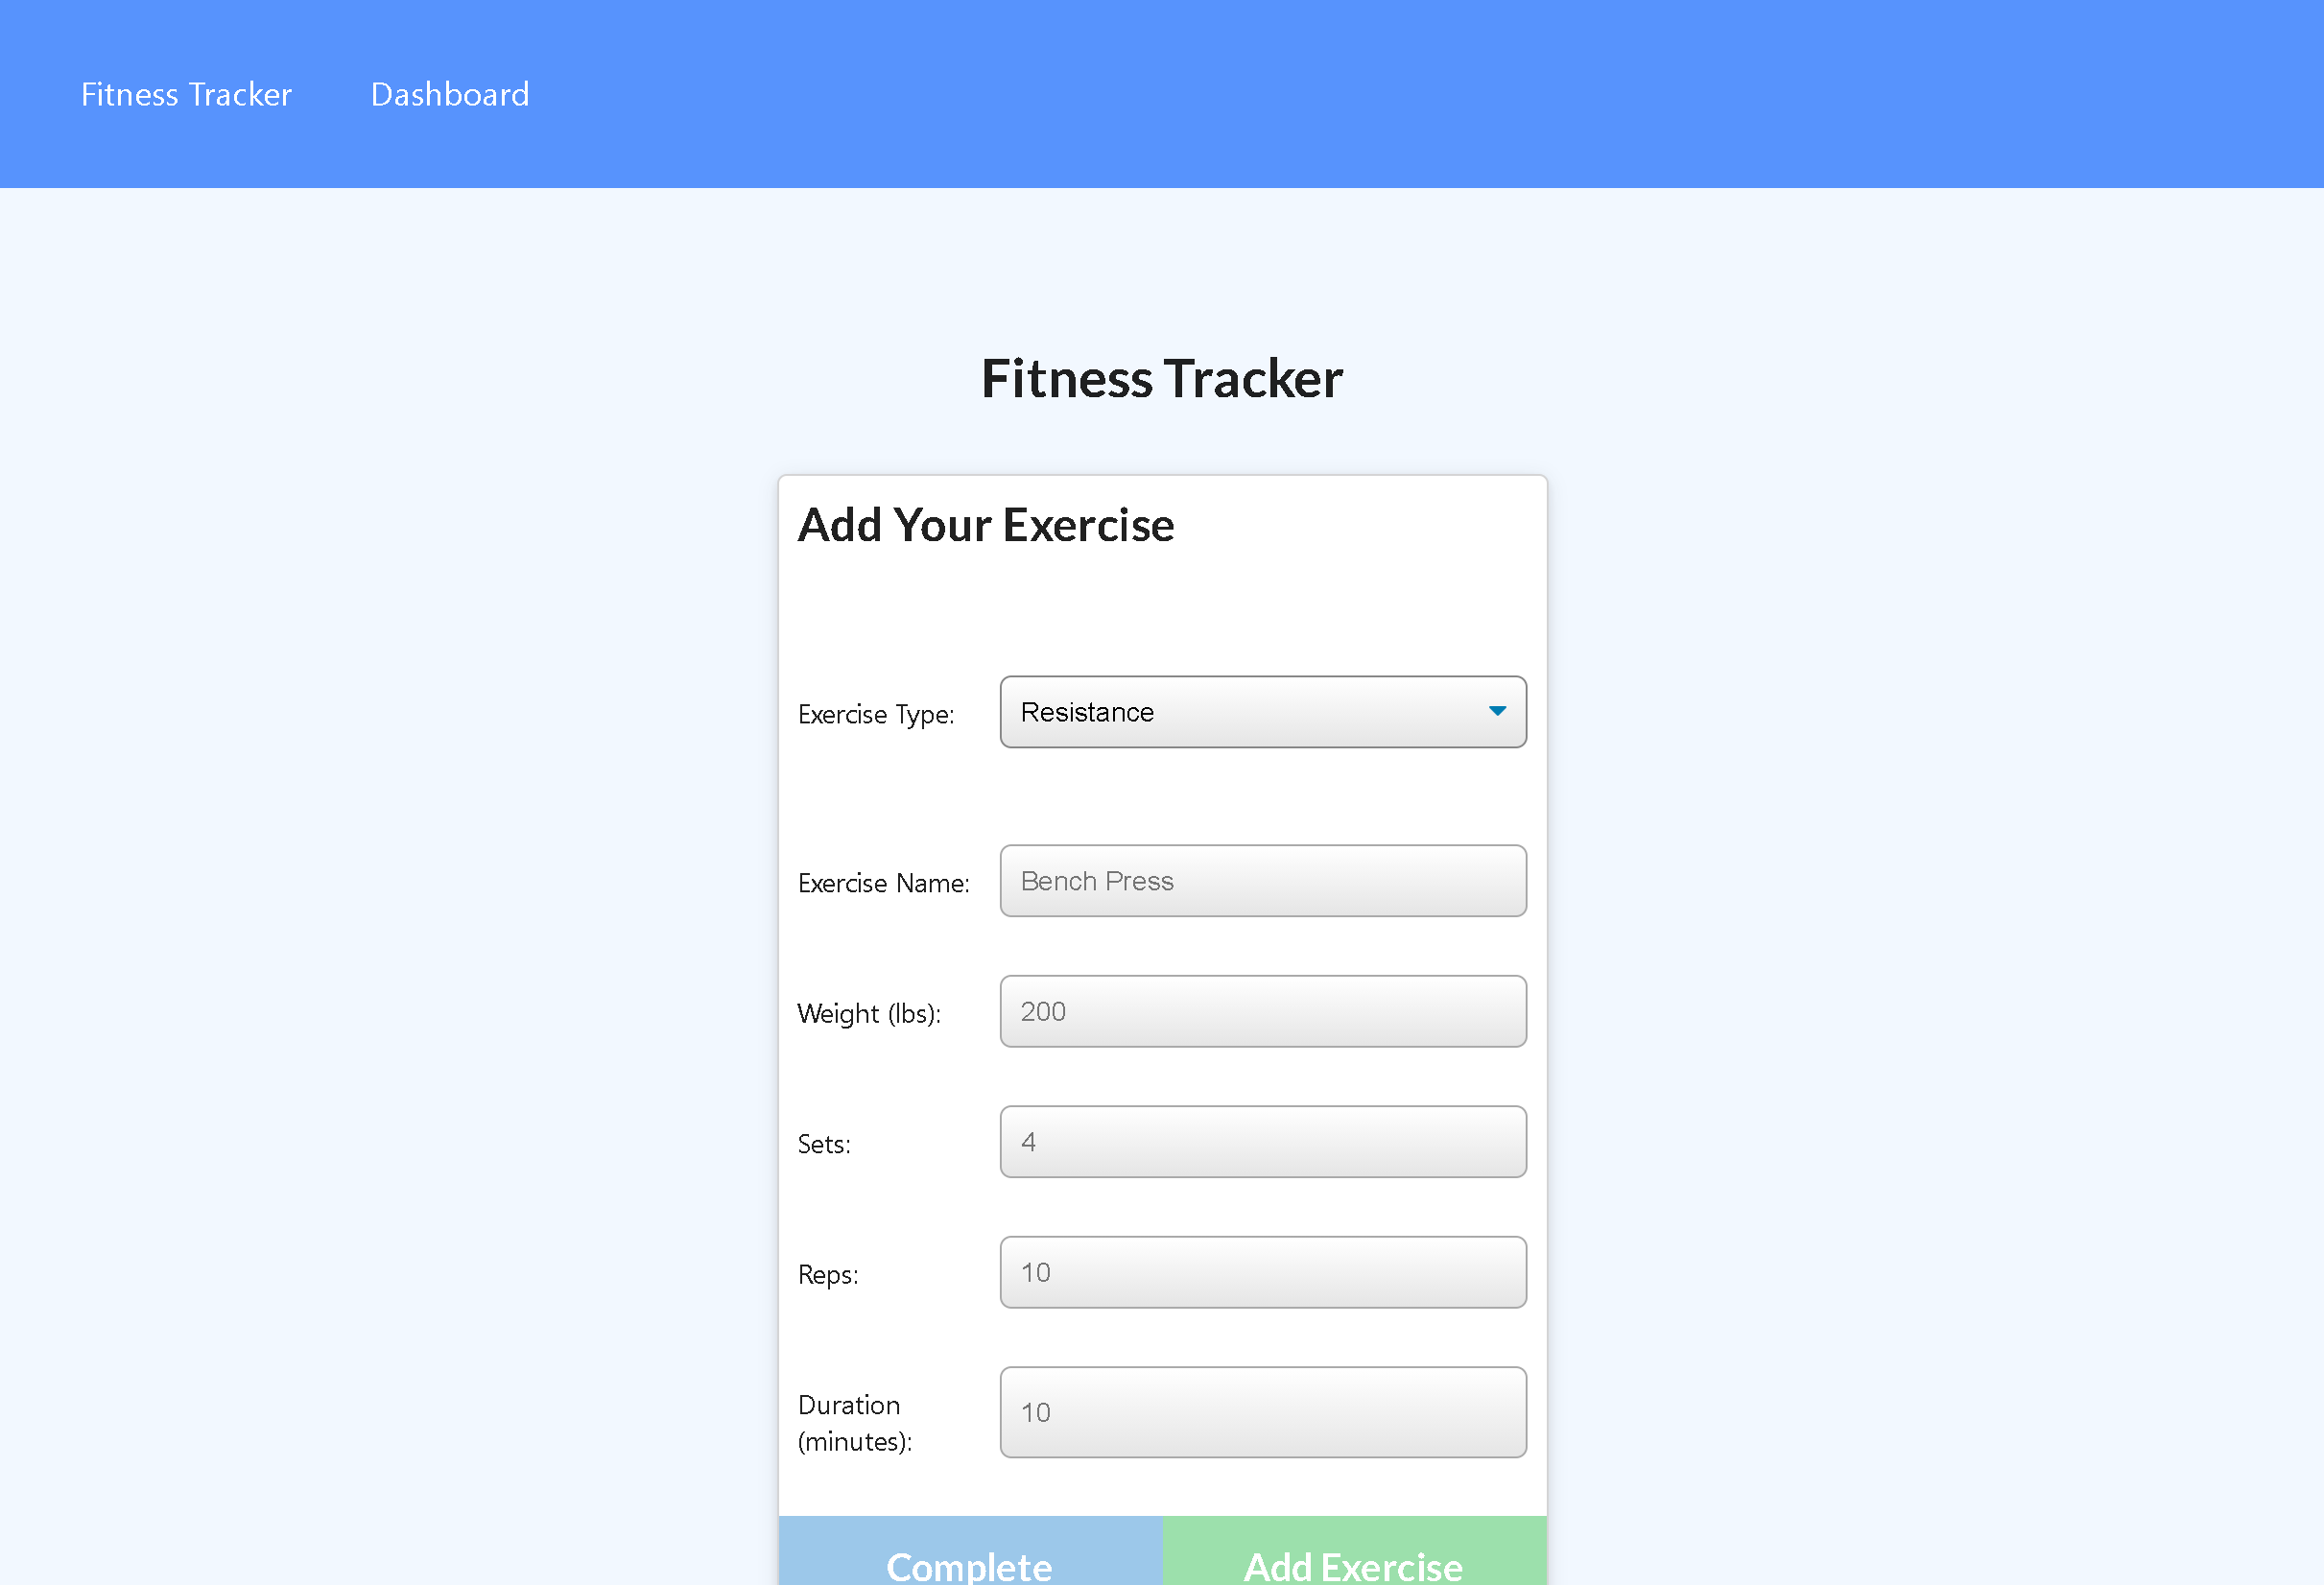 Fitness Tracker Dashboard
Fitness Tracker
Add Your Exercise
Exercise Type: Resistance
Exercise Name: Bench Press
Weight (lbs): 200
Sets: 4
Reps: 10
Duration
(minutes): 10
Complete Add Exercise